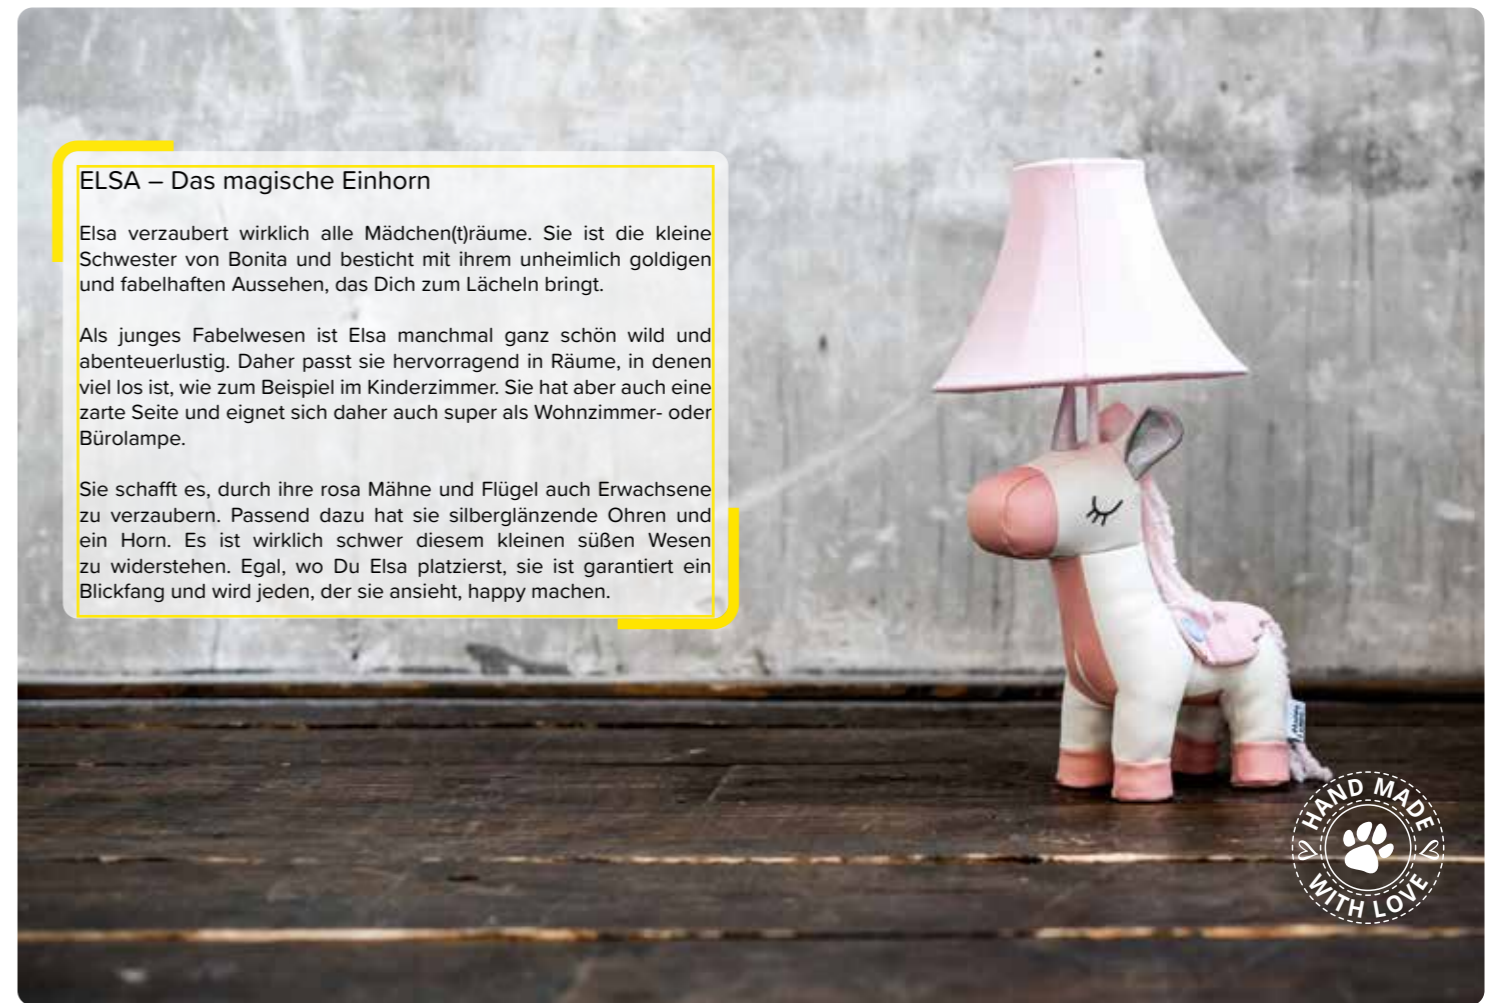 ELSA – Das magische Einhorn
Elsa verzaubert wirklich alle Mädchen(t)räume. Sie ist die kleine
Schwester von Bonita und besticht mit ihrem unheimlich goldigen
und fabelhaften Aussehen, das Dich zum Lächeln bringt.
Als junges Fabelwesen ist Elsa manchmal ganz schön wild und
abenteuerlustig. Daher passt sie hervorragend in Räume, in denen
viel los ist, wie zum Beispiel im Kinderzimmer. Sie hat aber auch eine
zarte Seite und eignet sich daher auch super als Wohnzimmer- oder
Bürolampe.
Sie schafft es, durch ihre rosa Mähne und Flügel auch Erwachsene
zu verzaubern. Passend dazu hat sie silberglänzende Ohren und
ein Horn. Es ist wirklich schwer diesem kleinen süßen Wesen
zu widerstehen. Egal, wo Du Elsa platzierst, sie ist garantiert ein
Blickfang und wird jeden, der sie ansieht, happy machen.
HAND MADE
WITH LOVE